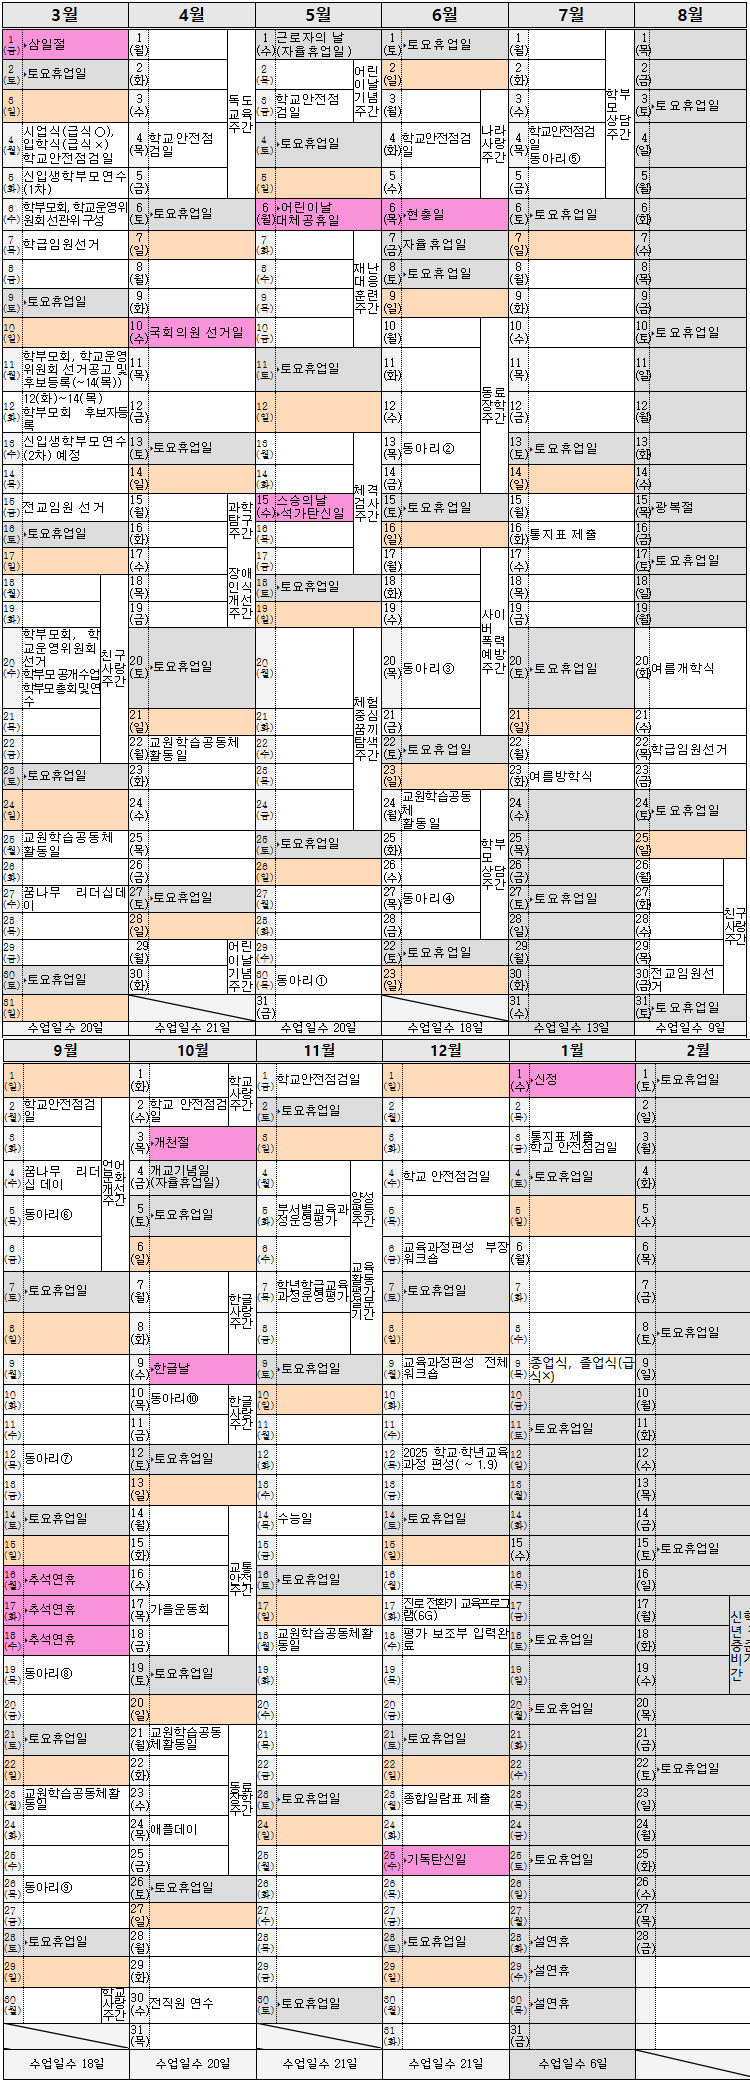 3월
1 (금) 삼일절
2 (토) 토요휴업일
3 (일)
4 (월) 시업식(급식○),
입학식(급식×)
학교안전점검일
5 (화) 신입생학부모연수
(1차)
6 (수) 학부모회, 학교운영위
원회 선관위 구성
7 (목) 학급임원선거
8 (금)
9 (토) 토요휴업일
10 (일)
11 (월) 학부모회, 학교운영
위원회 선거공고 및
후보등록(~14(목))
12 (화) 12(화)~14(목)
학부모회 후보자등
록
13 (수) 신입생학부모연수
(2차) 예정
14 (목)
15 (금) 전교임원 선거
16 (토) 토요휴업일
17 (일)
18 (월)
19 (화)
20 (수) 학부모회, 학
교운영위원회
선거
학부모 공개수업
학부모총회및연
수
친구
사랑
주간
21 (목)
22 (금)
23 (토) 토요휴업일
24 (일)
25 (월) 교원학습공동체
활동일
26 (화)
27 (수) 꿈나무 리더십데
이
28 (목)
29 (금)
30 (토) 토요휴업일
31 (일)
수업일수 20일
4월
1 (월)
2 (화)
3 (수)
독도
교육
주간
4 (목) 학교안전점
검일
5 (금)
6 (토) 토요휴업일
7 (일)
8 (월)
9 (화)
10 (수) 국회의원 선거일
11 (목)
12 (금)
13 (토) 토요휴업일
14 (일)
15 (월)
과학
탐구
주간
16 (화)
17 (수)
18 (목)
장애
인식
개선
주간
19 (금)
20 (토) 토요휴업일
21 (일)
22 (월) 교원학습공동체
활동일
23 (화)
24 (수)
25 (목)
26 (금)
27 (토) 토요휴업일
28 (일)
29 (월)
어린
이날
기념
주간
30 (화)
수업일수 21일
5월
1 (수) 근로자의 날
(자율휴업일)
2 (목)
어린
이날
기념
주간
3 (금) 학교안전점
검일
4 (토) 토요휴업일
5 (일)
6 (월) 어린이날
대체공휴일
7 (화)
8 (수)
재난
대응
훈련
주간
9 (목)
10 (금)
11 (토) 토요휴업일
12 (일)
13 (월)
14 (화)
체격
검사
주간
15 (수) 스승의날
석가탄신일
16 (목)
17 (금)
18 (토) 토요휴업일
19 (일)
20 (월)
21 (화)
체험
중심
꿈끼
탐색
주간
22 (수)
23 (목)
24 (금)
25 (토) 토요휴업일
26 (일)
27 (월)
28 (화)
29 (수)
30 (목) 동아리①
31 (금)
수업일수 20일
6월
1 (토) 토요휴업일
2 (일)
3 (월)
4 (화) 학교안전점검
일
나라
사랑
주간
5 (수)
6 (목) 현충일
7 (금) 자율휴업일
8 (토) 토요휴업일
9 (일)
10 (월)
11 (화)
12 (수)
동료
장학
주간
13 (목) 동아리②
14 (금)
15 (토) 토요휴업일
16 (일)
17 (월)
18 (화)
19 (수)
사이
버
폭력
예방
주간
20 (목) 동아리③
21 (금)
22 (토) 토요휴업일
23 (일)
24 (월) 교원학습공동
체
활동일
25 (화)
학부
모
상담
주간
26 (수)
27 (목) 동아리④
28 (금)
22 (토) 토요휴업일
23 (일)
수업일수 18일
7월
1 (월)
2 (화)
3 (수)
학부
모
상담
주간
4 (목) 학교안전점검
일
동아리⑤
5 (금)
6 (토) 토요휴업일
7 (일)
8 (월)
9 (화)
10 (수)
11 (목)
12 (금)
13 (토) 토요휴업일
14 (일)
15 (월)
16 (화) 통지표 제출
17 (수)
18 (목)
19 (금)
20 (토) 토요휴업일
21 (일)
22 (월)
23 (화) 여름방학식
24 (수)
25 (목)
26 (금)
27 (토) 토요휴업일
28 (일)
29 (월)
30 (화)
31 (수)
수업일수 13일
8월
1 (목)
2 (금)
3 (토) 토요휴업일
4 (일)
5 (월)
6 (화)
7 (수)
8 (목)
9 (금)
10 (토) 토요휴업일
11 (일)
12 (월)
13 (화)
14 (수)
15 (목) 광복절
16 (금)
17 (토) 토요휴업일
18 (일)
19 (월)
20 (화) 여름개학식
21 (수)
22 (목) 학급임원선거
23 (금)
24 (토) 토요휴업일
25 (일)
26 (월)
27 (화)
28 (수)
친구
사랑
주간
29 (목)
30 (금) 전교임원선
거
31 (토) 토요휴업일
수업일수 9일
9월
1 (일)
2 (월) 학교안전점검
일
3 (화)
언어
문화
개선
주간
4 (수) 꿈나무 리더
십 데이
5 (목) 동아리⑥
6 (금)
7 (토) 토요휴업일
8 (일)
9 (월)
10 (화)
11 (수)
12 (목) 동아리⑦
13 (금)
14 (토) 토요휴업일
15 (일)
16 (월) 추석연휴
17 (화) 추석연휴
18 (수) 추석연휴
19 (목) 동아리⑧
20 (금)
21 (토) 토요휴업일
22 (일)
23 (월) 교원학습공동체활
동일
24 (화)
25 (수)
26 (목) 동아리⑨
27 (금)
28 (토) 토요휴업일
29 (일)
30 (월)
학교
사랑
주간
수업일수 18일
10월
1 (화)
학교
사랑
주간
2 (수) 학교 안전점검
일
3 (목) 개천절
4 (금) 개교기념일
(자율휴업일)
5 (토) 토요휴업일
6 (일)
7 (월)
한글
사랑
주간
8 (화)
9 (수) 한글날
10 (목) 동아리⑩
한글
사랑
주간
11 (금)
12 (토) 토요휴업일
13 (일)
14 (월)
15 (화)
교통
안전
주간
16 (수)
17 (목) 가을운동회
18 (금)
19 (토) 토요휴업일
20 (일)
21 (월) 교원학습공동
체활동일
22 (화)
23 (수)
동료
장학
주간
24 (목) 애플데이
25 (금)
26 (토) 토요휴업일
27 (일)
28 (월)
29 (화)
30 (수) 전직원 연수
31 (목)
수업일수 20일
11월
1 (금) 학교안전점검일
2 (토) 토요휴업일
3 (일)
4 (월)
양성
평등
주간
5 (화) 부서별교육과
정운영평가
6 (수)
교육
활동
평가
설문
기간
7 (목) 학년학급교육
과정운영평가
8 (금)
9 (토) 토요휴업일
10 (일)
11 (월)
12 (화)
13 (수)
14 (목) 수능일
15 (금)
16 (토) 토요휴업일
17 (일)
18 (월) 교원학습공동체활
동일
19 (화)
20 (수)
21 (목)
22 (금)
23 (토) 토요휴업일
24 (일)
25 (월)
26 (화)
27 (수)
28 (목)
29 (금)
30 (토) 토요휴업일
수업일수 21일
12월
1 (일)
2 (월)
3 (화)
4 (수) 학교 안전점검일
5 (목)
6 (금) 교육과정편성 부장
워크숍
7 (토) 토요휴업일
8 (일)
9 (월) 교육과정편성 전체
워크숍
10 (화)
11 (수)
12 (목) 2025 학교·학년교육
과정 편성( ~ 1.9)
13 (금)
14 (토) 토요휴업일
15 (일)
16 (월)
17 (화) 진로 전환기 교육프로그
램(6G)
18 (수) 평가 보조부 입력완
료
19 (목)
20 (금)
21 (토) 토요휴업일
22 (일)
23 (월) 종합일람표 제출
24 (화)
25 (수) 기독탄신일
26 (목)
27 (금)
28 (토) 토요휴업일
29 (일)
30 (월)
31 (화)
수업일수 21일
1월
1 (수) 신정
2 (목)
3 (금) 통지표 제출
학교 안전점검일
4 (토) 토요휴업일
5 (일)
6 (월)
7 (화)
8 (수)
9 (목) 종업식, 졸업식(급
식×)
10 (금)
11 (토) 토요휴업일
12 (일)
13 (월)
14 (화)
15 (수)
16 (목)
17 (금)
18 (토) 토요휴업일
19 (일)
20 (월) 토요휴업일
21 (화)
22 (수)
23 (목)
24 (금)
25 (토) 토요휴업일
26 (일)
27 (월)
28 (화) 설연휴
29 (수) 설연휴
30 (목) 설연휴
31 (금)
수업일수 6일
2월
1 (토) 토요휴업일
2 (일)
3 (월)
4 (화)
5 (수)
6 (목)
7 (금)
8 (토) 토요휴업일
9 (일)
10 (월)
11 (화)
12 (수)
13 (목)
14 (금)
15 (토) 토요휴업일
16 (일)
17 (월)
18 (화)
19 (수)
신학
년
중준
비기
간
20 (목)
21 (금)
22 (토) 토요휴업일
23 (일)
24 (월)
25 (화)
26 (수)
27 (목)
28 (금)